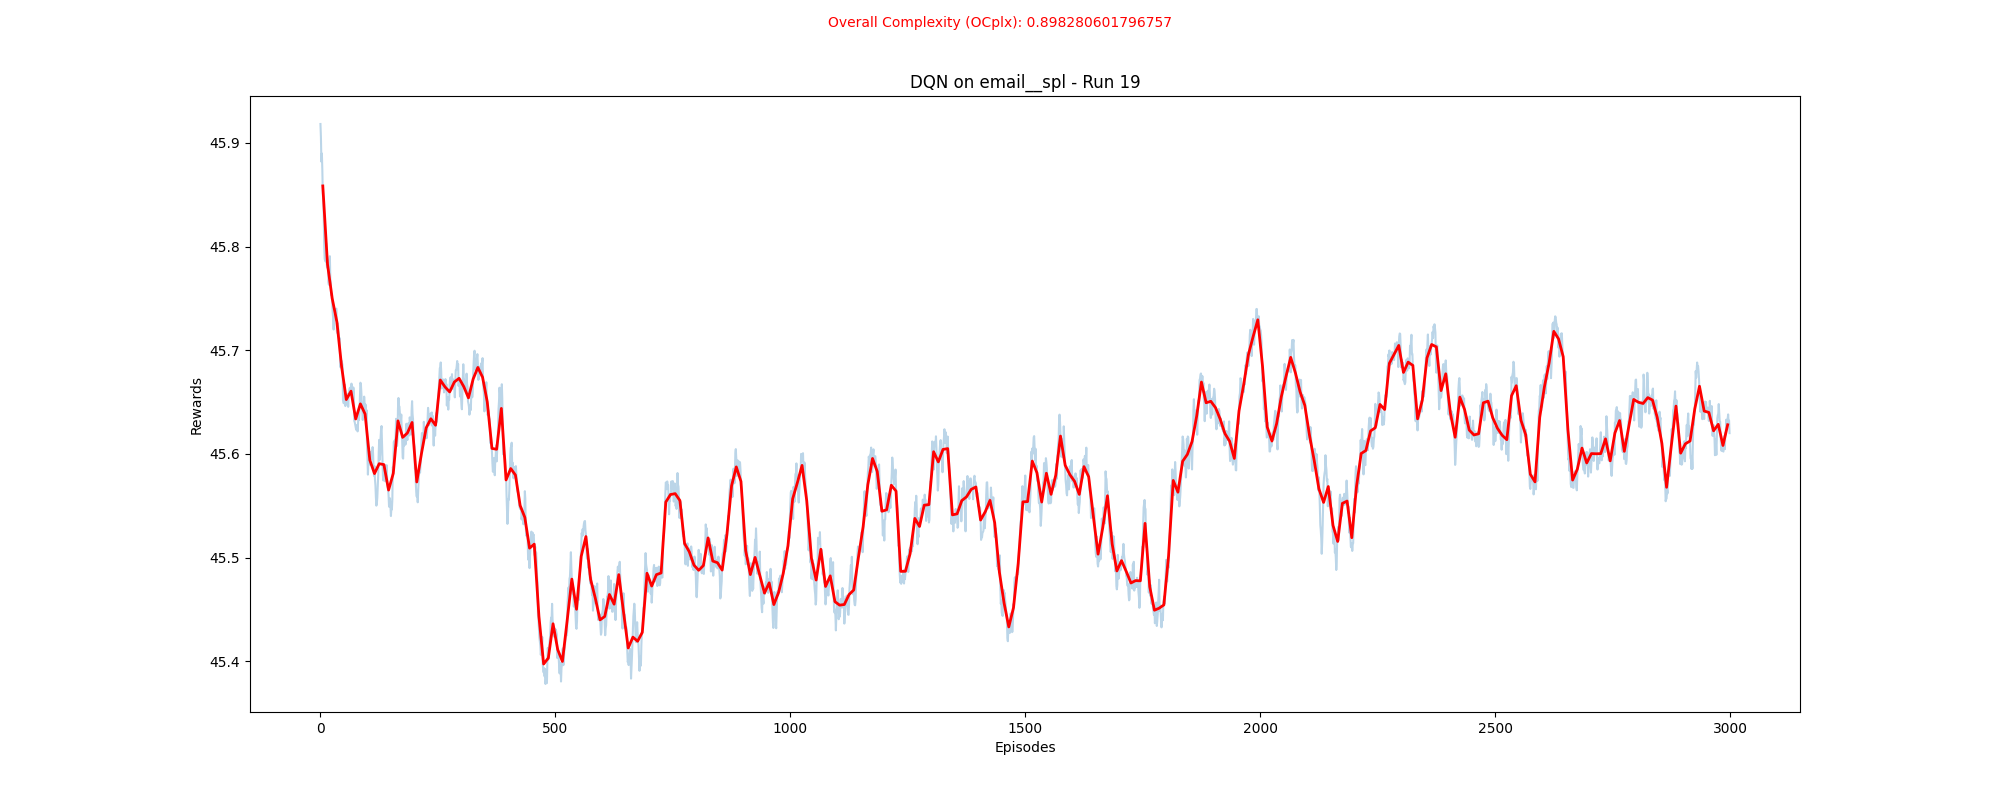 Overall Complexity (OCplx): 0.898280601796757
DQN on email__spl - Run 19
Rewards
45.9
45.8
45.7
45.6
45.5
45.4
0 500 1000 1500 2000 2500 3000
Episodes